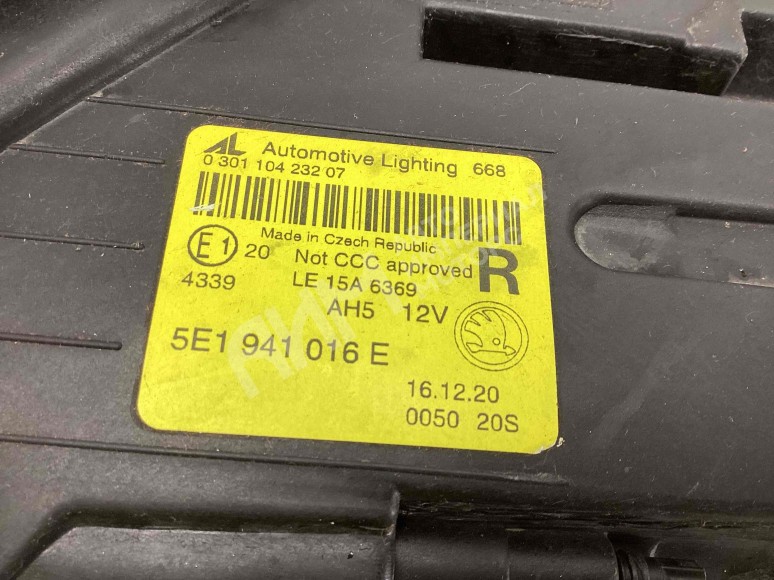 AL Automotive Lighting 668
0 301 104 232 07
Made in Czech Republic
E1 20 Not CCC approved R
4339 LE 15A 6369
AH5 12V
5E1 941 016 E
16.12.20
0050 20S